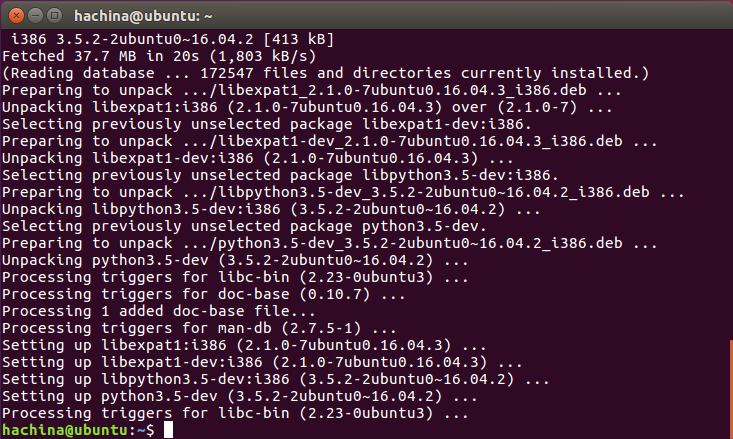 hachina@ubuntu: ~
i386 3.5.2-2ubuntu0~16.04.2 [413 kB]
Fetched 37.7 MB in 20s (1,803 kB/s)
(Reading database ... 172547 files and directories currently installed.)
Preparing to unpack .../libexpat1_2.1.0-7ubuntu0.16.04.3_i386.deb ...
Unpacking libexpat1:i386 (2.1.0-7ubuntu0.16.04.3) over (2.1.0-7) ...
Selecting previously unselected package libexpat1-dev:i386.
Preparing to unpack .../libexpat1-dev_2.1.0-7ubuntu0.16.04.3_i386.deb ...
Unpacking libexpat1-dev:i386 (2.1.0-7ubuntu0.16.04.3) ...
Selecting previously unselected package libpython3.5-dev:i386.
Preparing to unpack .../libpython3.5-dev_3.5.2-2ubuntu0~16.04.2_i386.deb ...
Unpacking libpython3.5-dev:i386 (3.5.2-2ubuntu0~16.04.2) ...
Selecting previously unselected package python3.5-dev.
Preparing to unpack .../python3.5-dev_3.5.2-2ubuntu0~16.04.2_i386.deb ...
Unpacking python3.5-dev (3.5.2-2ubuntu0~16.04.2) ...
Processing triggers for libc-bin (2.23-0ubuntu3) ...
Processing triggers for doc-base (0.10.7) ...
Processing 1 added doc-base file...
Processing triggers for man-db (2.7.5-1) ...
Setting up libexpat1:i386 (2.1.0-7ubuntu0.16.04.3) ...
Setting up libexpat1-dev:i386 (2.1.0-7ubuntu0.16.04.3) ...
Setting up libpython3.5-dev:i386 (3.5.2-2ubuntu0~16.04.2) ...
Setting up python3.5-dev (3.5.2-2ubuntu0~16.04.2) ...
Processing triggers for libc-bin (2.23-0ubuntu3) ...
hachina@ubuntu:~$